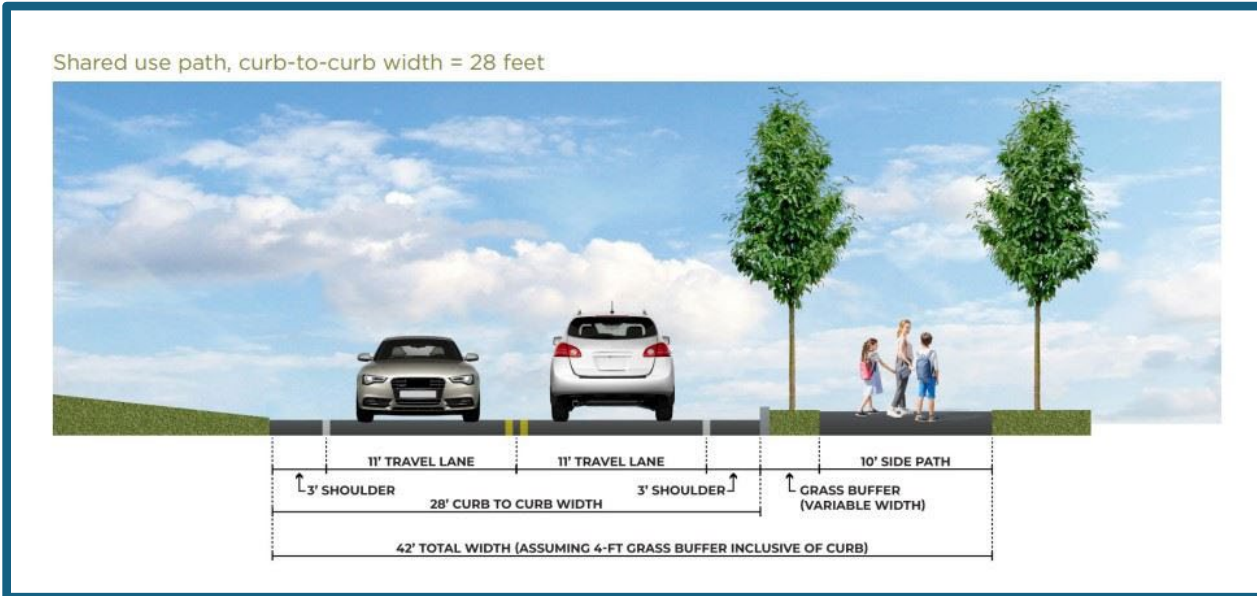 Shared use path, curb-to-curb width = 28 feet
11' TRAVEL LANE
11' TRAVEL LANE
10' SIDE PATH
3' SHOULDER
3' SHOULDER
GRASS BUFFER
(VARIABLE WIDTH)
28' CURB TO CURB WIDTH
42' TOTAL WIDTH (ASSUMING 4-FT GRASS BUFFER INCLUSIVE OF CURB)